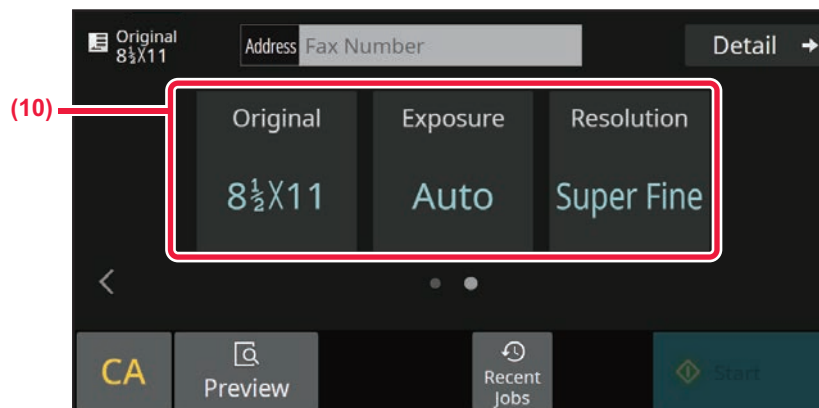 Original
8½X11
Address
Fax Number
Detail
(10)
Original
Exposure
Resolution
8½X11
Auto
Super Fine
CA
Preview
Recent
Jobs
Start